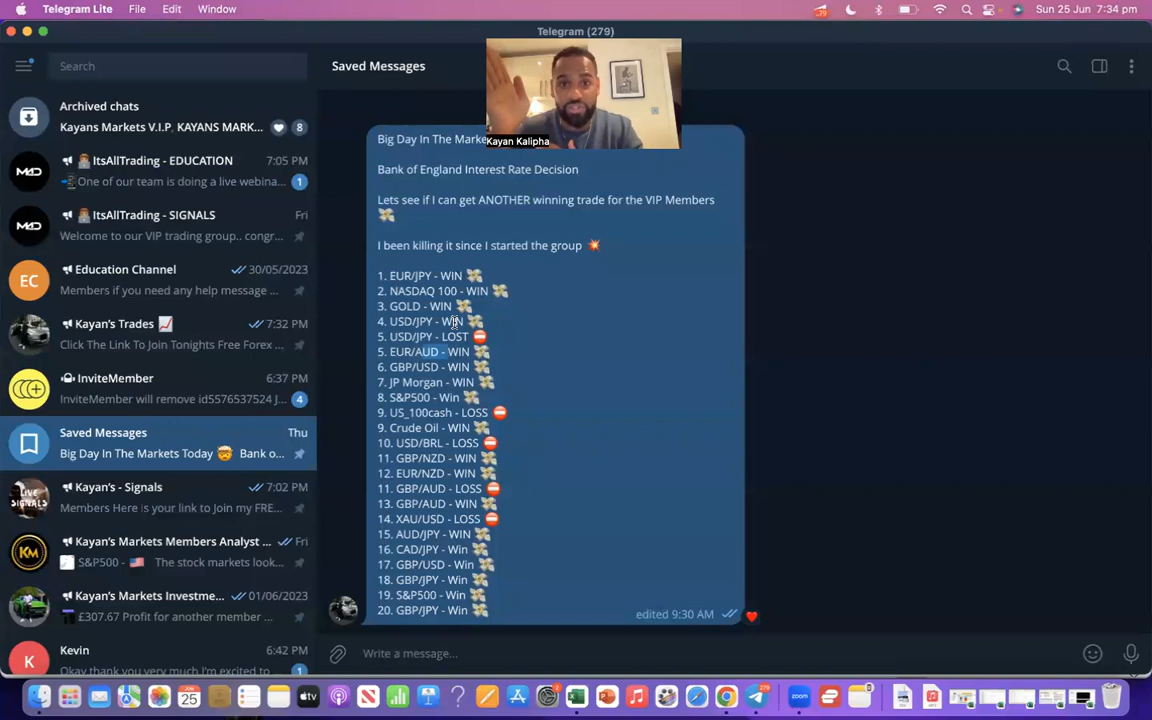 Telegram Lite File Edit Window
79
Sun 25 Jun 7:34 pm
Telegram (279)
Search
Archived chats
Kayans Markets V.I.P, KAYANS MARK...
8
ItsAllTrading - EDUCATION
7:05 PM
One of our team is doing a live webina...
1
ItsAllTrading - SIGNALS
Fri
Welcome to our VIP trading group.. congr...
EC
Education Channel
30/05/2023
Members if you need any help message ...
Kayan's Trades
7:32 PM
Click The Link To Join Tonights Free Forex ...
InviteMember
6:37 PM
InviteMember will remove id5576537524 J...
4
Saved Messages
Thu
Big Day In The Markets Today 🤯 Bank o...
LIVE
SIGNALS
Kayan's - Signals
7:02 PM
Members Here is your link to Join my FRE...
KM
Kayan's Markets Members Analyst ...
Fri
S&P500 - 🇺🇸 The stock markets look...
Kayan's Markets Investme...
01/06/2023
£307.67 Profit for another member ...
K
Kevin
6:42 PM
Okay thank you very much I'm excited to
1
Saved Messages
Kayan Kalipha
Big Day In The Marke
Bank of England Interest Rate Decision
Lets see if I can get ANOTHER winning trade for the VIP Members
💸
I been killing it since I started the group 💥
1. EUR/JPY - WIN 💸
2. NASDAQ 100 - WIN 💸
3. GOLD - WIN 💸
4. USD/JPY - WIN 💸
5. USD/JPY - LOST ⛔
5. EUR/AUD - WIN 💸
6. GBP/USD - WIN 💸
7. JP Morgan - WIN 💸
8. S&P500 - Win 💸
9. US_100cash - LOSS ⛔
9. Crude Oil - WIN 💸
10. USD/BRL - LOSS ⛔
11. GBP/NZD - WIN 💸
12. EUR/NZD - WIN 💸
11. GBP/AUD - LOSS ⛔
13. GBP/AUD - WIN 💸
14. XAU/USD - LOSS ⛔
15. AUD/JPY - WIN 💸
16. CAD/JPY - Win 💸
17. GBP/USD - Win 💸
18. GBP/JPY - Win 💸
19. S&P500 - Win 💸
20. GBP/JPY - Win 💸
edited 9:30 AM
Write a message...